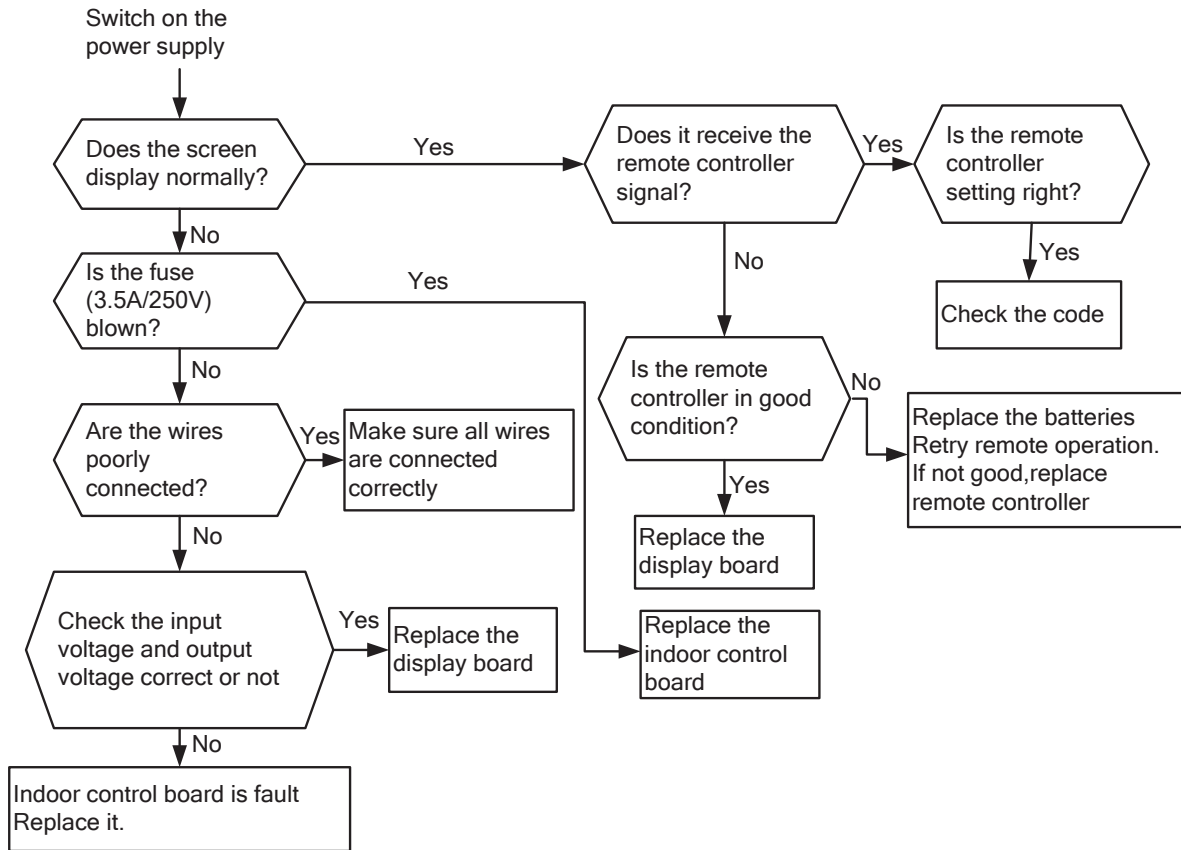 Switch on the
power supply
Does the screen
display normally?
Yes
Does it receive the
remote controller
signal?
Yes
Is the remote
controller
setting right?
No
Is the fuse
(3.5A/250V)
blown?
Yes
No
Yes
Check the code
No
Is the remote
controller in good
condition?
No
Replace the batteries
Retry remote operation.
If not good,replace
remote controller
Are the wires
poorly
connected?
Yes
Make sure all wires
are connected
correctly
Yes
Replace the
display board
No
Check the input
voltage and output
voltage correct or not
Yes
Replace the
display board
Replace the
indoor control
board
No
Indoor control board is fault
Replace it.